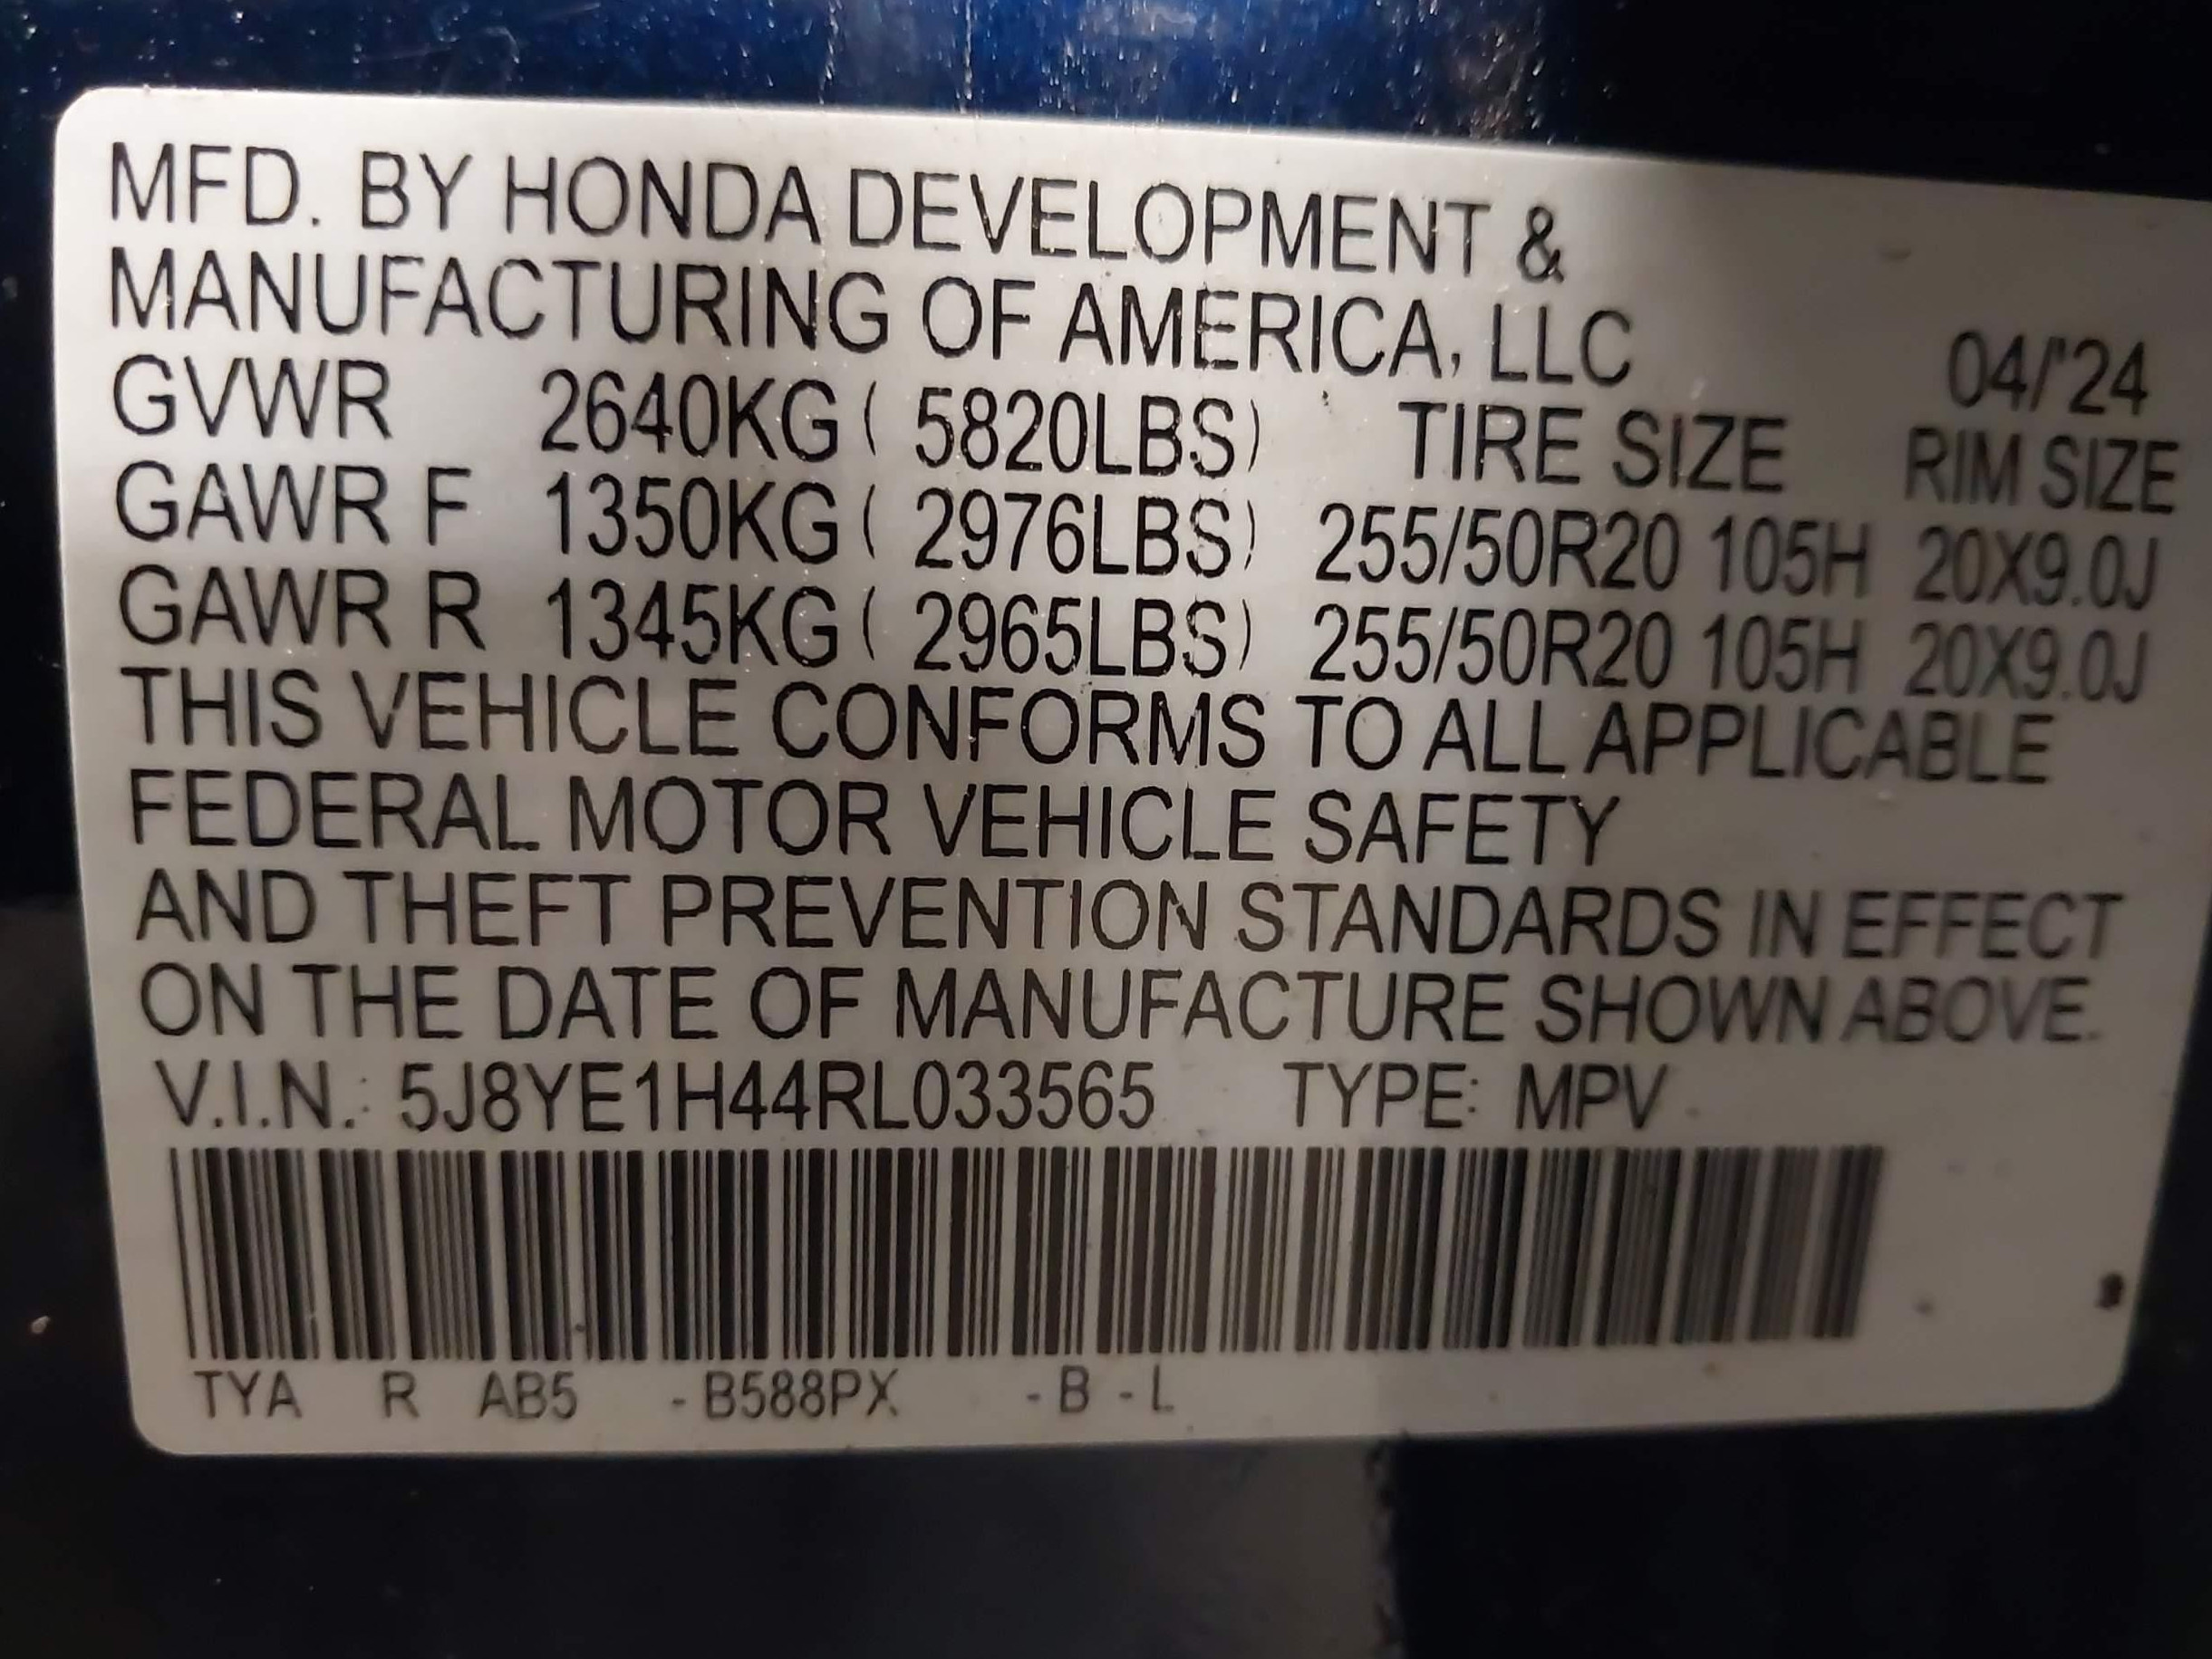 MFD. BY HONDA DEVELOPMENT &
MANUFACTURING OF AMERICA, LLC 04/'24
GVWR 2640KG ( 5820LBS) TIRE SIZE RIM SIZE
GAWR F 1350KG ( 2976LBS) 255/50R20 105H 20X9.0J
GAWR R 1345KG ( 2965LBS) 255/50R20 105H 20X9.0J
THIS VEHICLE CONFORMS TO ALL APPLICABLE
FEDERAL MOTOR VEHICLE SAFETY
AND THEFT PREVENTION STANDARDS IN EFFECT
ON THE DATE OF MANUFACTURE SHOWN ABOVE.
V.I.N.: 5J8YE1H44RL033565 TYPE: MPV
TYA R AB5 -B588PX -B -L